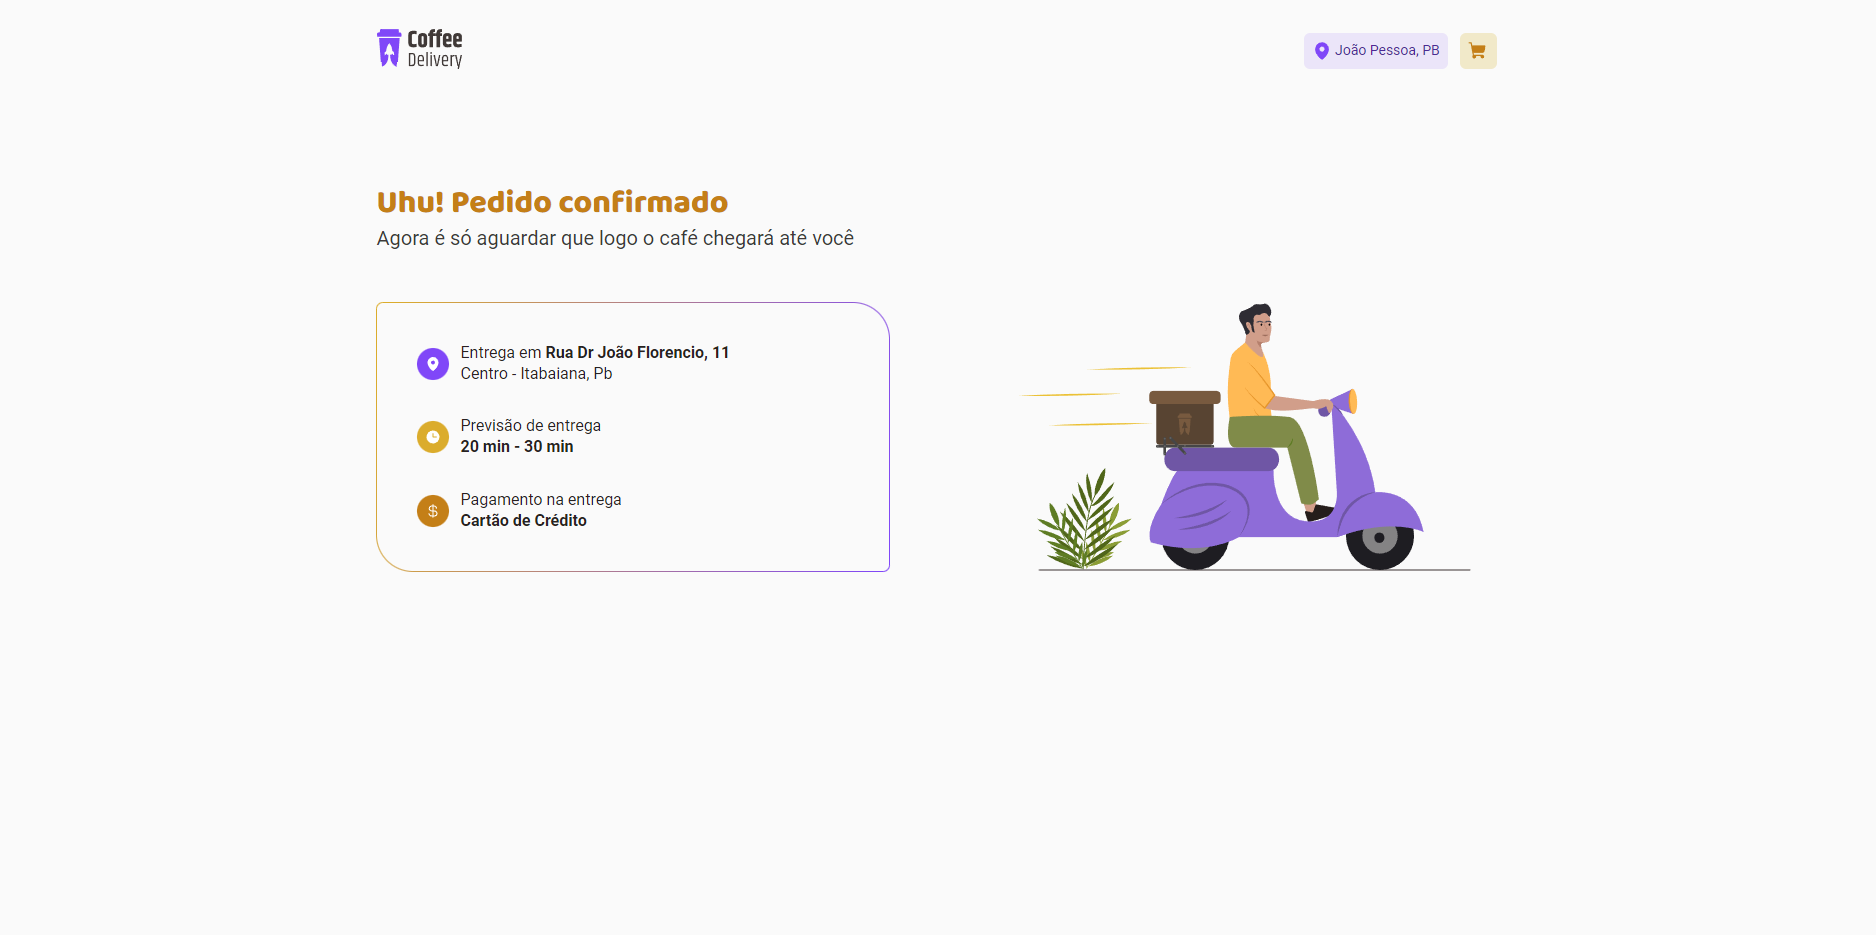 Coffee
Delivery
João Pessoa, PB
Uhu! Pedido confirmado
Agora é só aguardar que logo o café chegará até você
Entrega em Rua Dr João Florencio, 11
Centro - Itabaiana, Pb
Previsão de entrega
20 min - 30 min
$
Pagamento na entrega
Cartão de Crédito